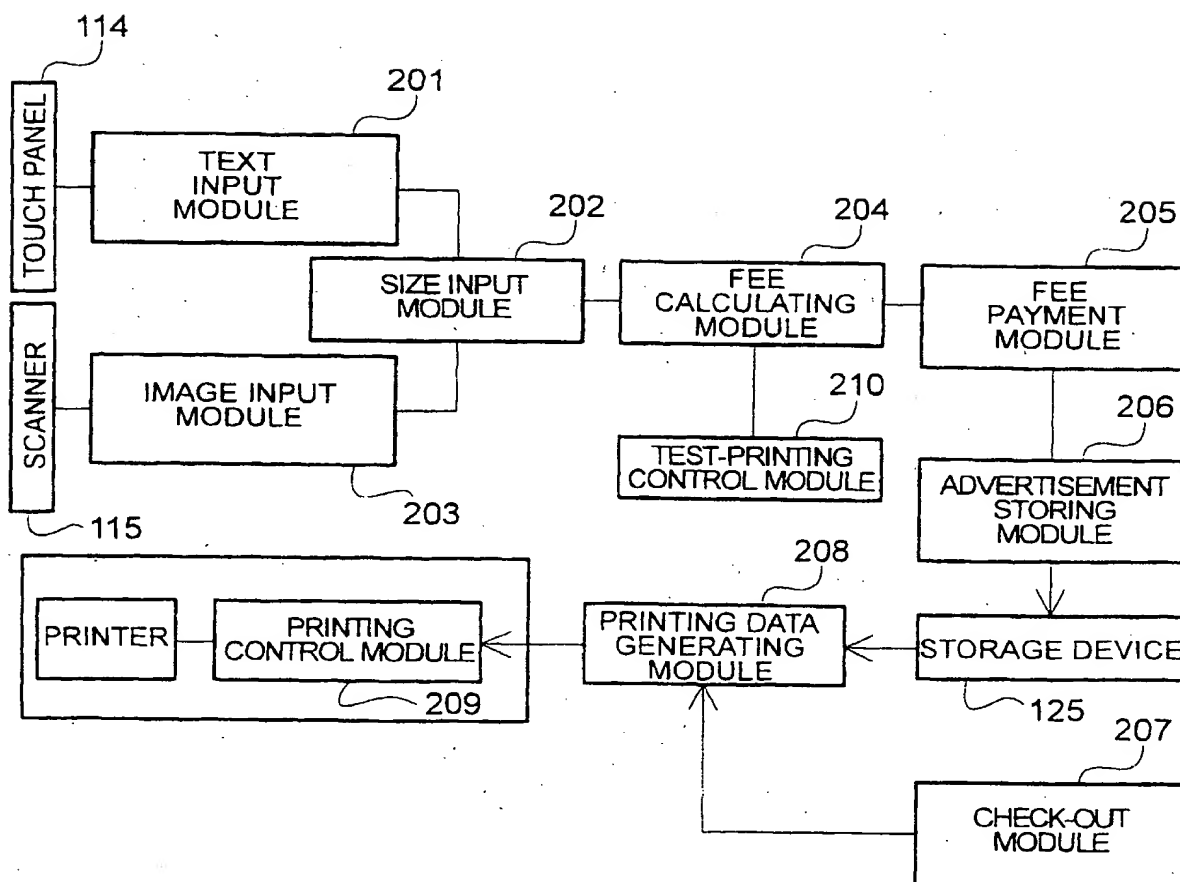 114
TOUCH PANEL
201
TEXT
INPUT
MODULE
202
SIZE INPUT
MODULE
204
FEE
CALCULATING
MODULE
205
FEE
PAYMENT
MODULE
SCANNER
115
IMAGE INPUT
MODULE
203
210
TEST-PRINTING
CONTROL MODULE
206
ADVERTISEMENT
STORING
MODULE
PRINTER
PRINTING
CONTROL MODULE
209
208
PRINTING DATA
GENERATING
MODULE
STORAGE DEVICE
125
207
CHECK-OUT
MODULE